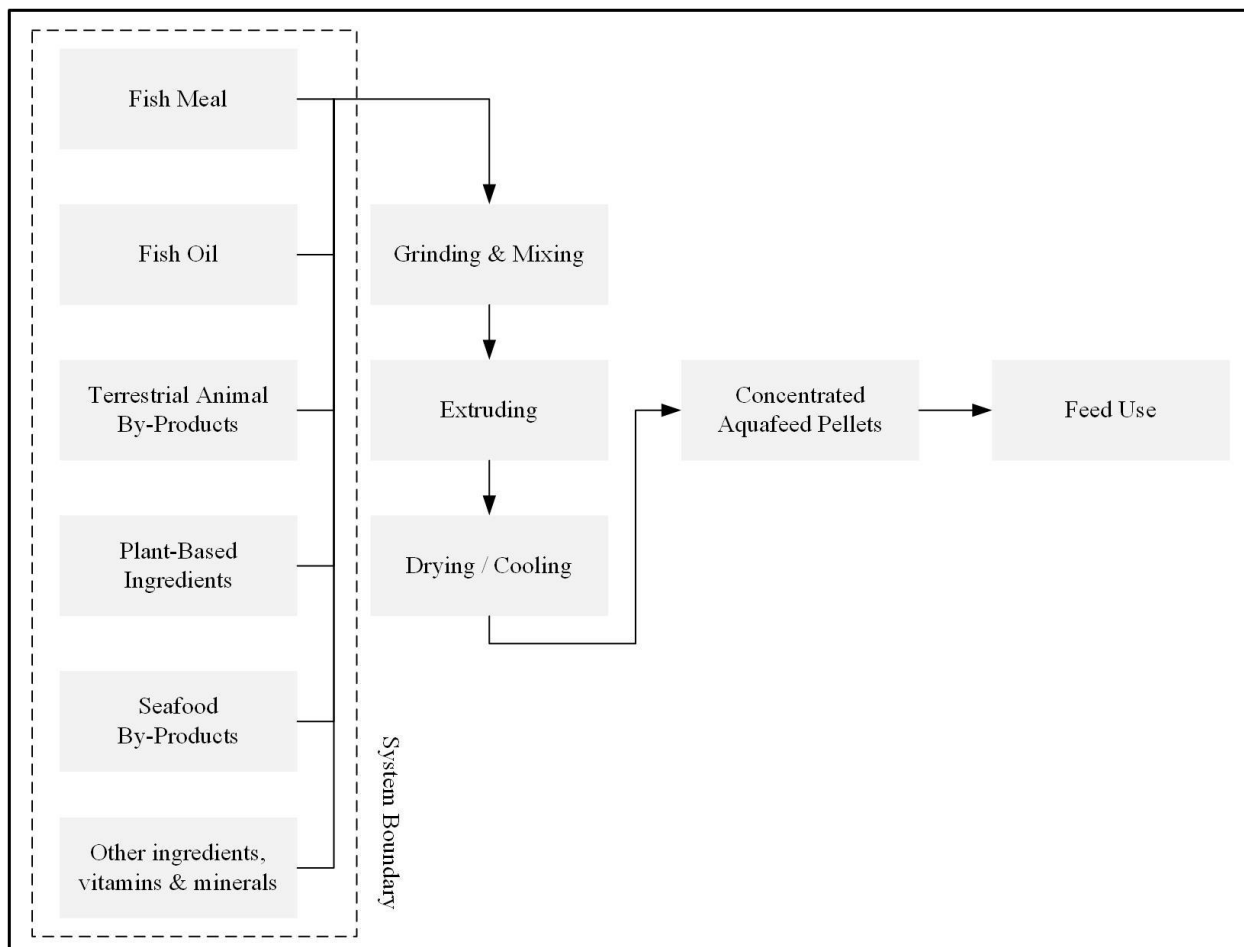 Fish Meal
Fish Oil
Terrestrial Animal
By-Products
Plant-Based
Ingredients
Seafood
By-Products
Other ingredients,
vitamins & minerals
System Boundary
Grinding & Mixing
Extruding
Drying / Cooling
Concentrated
Aquafeed Pellets
Feed Use